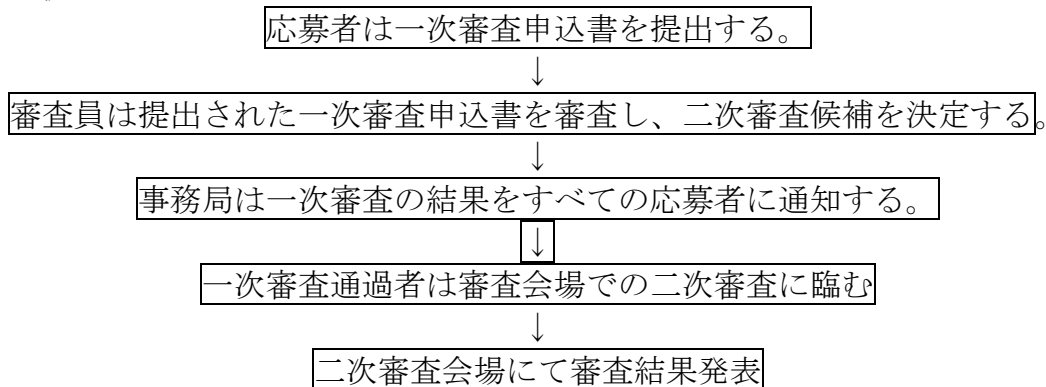 応募者は一次審査申込書を提出する。
↓
審査員は提出された一次審査申込書を審査し、二次審査候補を決定する。
↓
事務局は一次審査の結果をすべての応募者に通知する。
↓
一次審査通過者は審査会場での二次審査に臨む
↓
二次審査会場にて審査結果発表